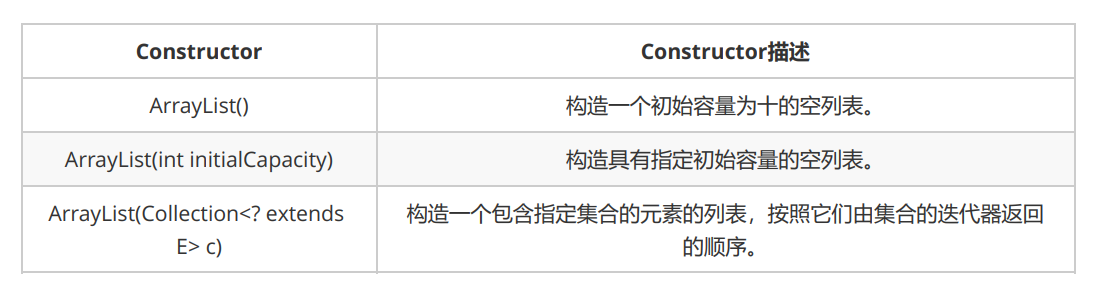 Constructor
Constructor描述
ArrayList()
构造一个初始容量为十的空列表。
ArrayList(int initialCapacity)
构造具有指定初始容量的空列表。
ArrayList(Collection<? extends
E> c)
构造一个包含指定集合的元素的列表，按照它们由集合的迭代器返回
的顺序。